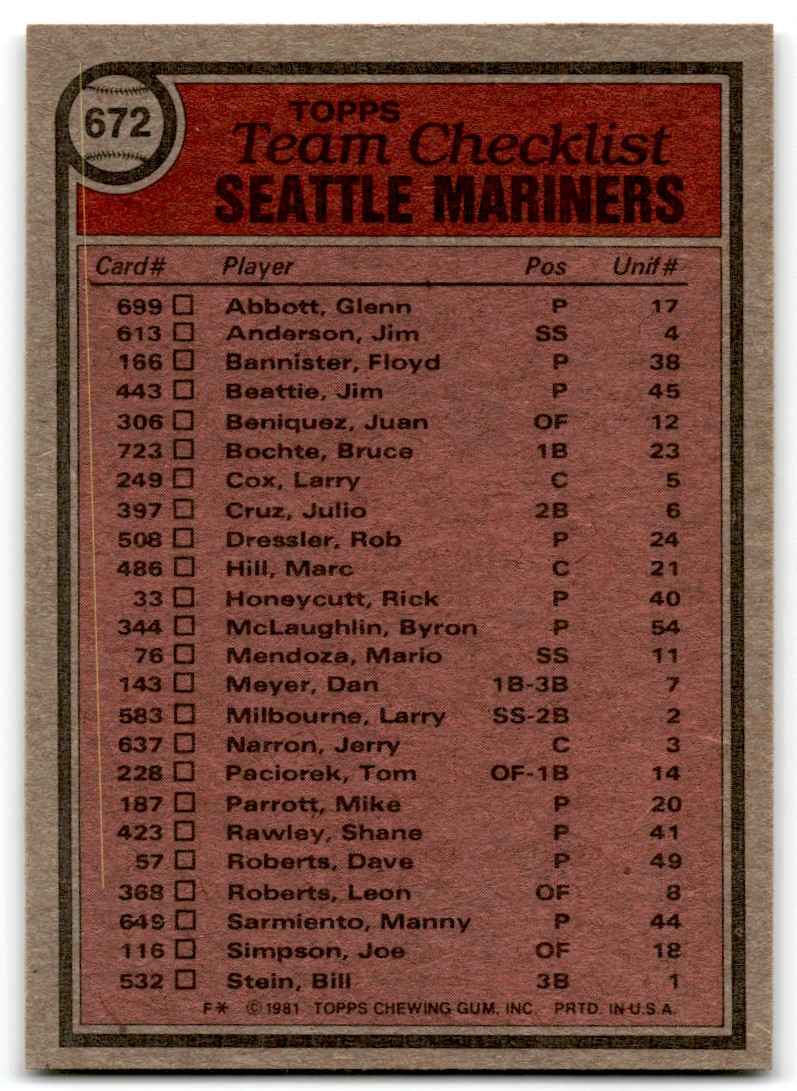 672
TOPPS
Team Checklist
SEATTLE MARINERS
Card# Player Pos Unif#
699 Abbott, Glenn P 17
613 Anderson, Jim SS 4
166 Bannister, Floyd P 38
443 Beattie, Jim P 45
306 Beniquez, Juan OF 12
723 Bochte, Bruce 1B 23
249 Cox, Larry C 5
397 Cruz, Julio 2B 6
508 Dressler, Rob P 24
486 Hill, Marc C 21
33 Honeycutt, Rick P 40
344 McLaughlin, Byron P 54
76 Mendoza, Mario SS 11
143 Meyer, Dan 1B-3B 7
583 Milbourne, Larry SS-2B 2
637 Narron, Jerry C 3
228 Paciorek, Tom OF-1B 14
187 Parrott, Mike P 20
423 Rawley, Shane P 41
57 Roberts, Dave P 49
368 Roberts, Leon OF 8
649 Sarmiento, Manny P 44
116 Simpson, Joe OF 18
532 Stein, Bill 3B 1
F* ©1981 TOPPS CHEWING GUM, INC. PRTD. IN U.S.A.